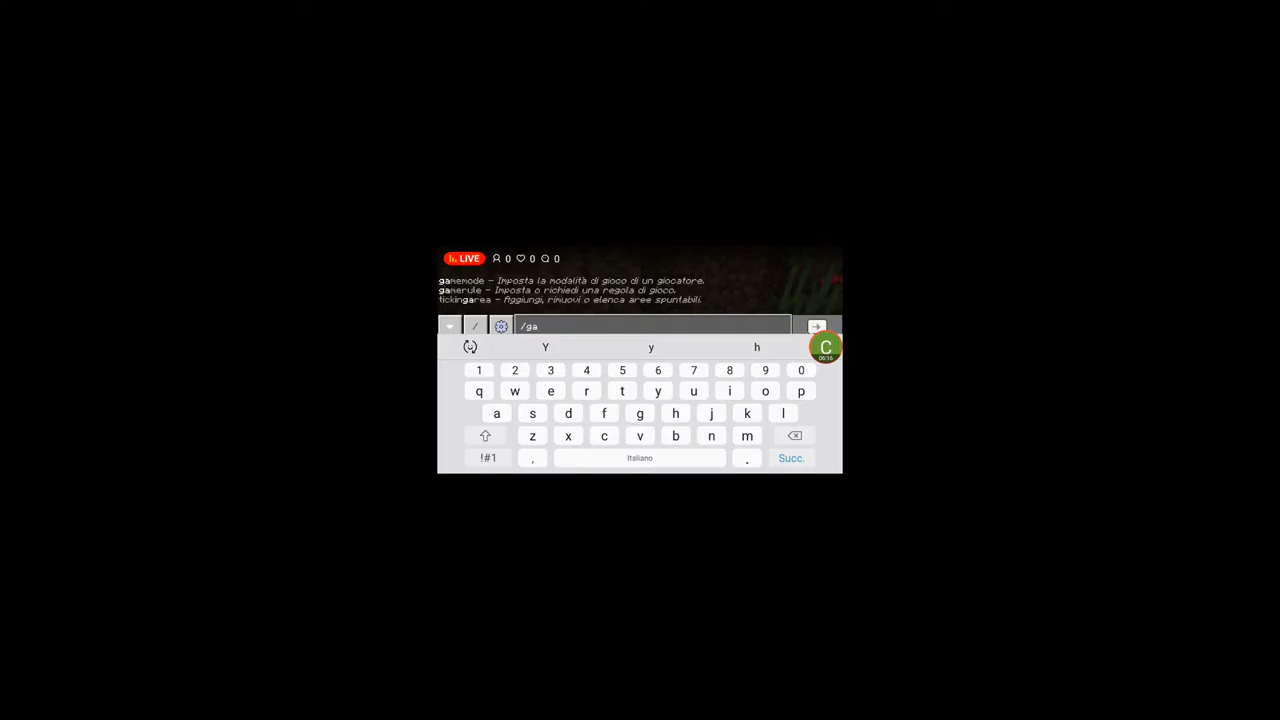 LIVE 0 0 0
gamemode - Imposta la modalità di gioco di un giocatore.
gamerule - Imposta o richiedi una regola di gioco.
tickingarea - Aggiungi, rimuovi o elenca aree spuntabili.
/ /ga
Y y h C
06:16
1 2 3 4 5 6 7 8 9 0
q w e r t y u i o p
a s d f g h j k l
z x c v b n m
!#1 , Italiano . Succ.